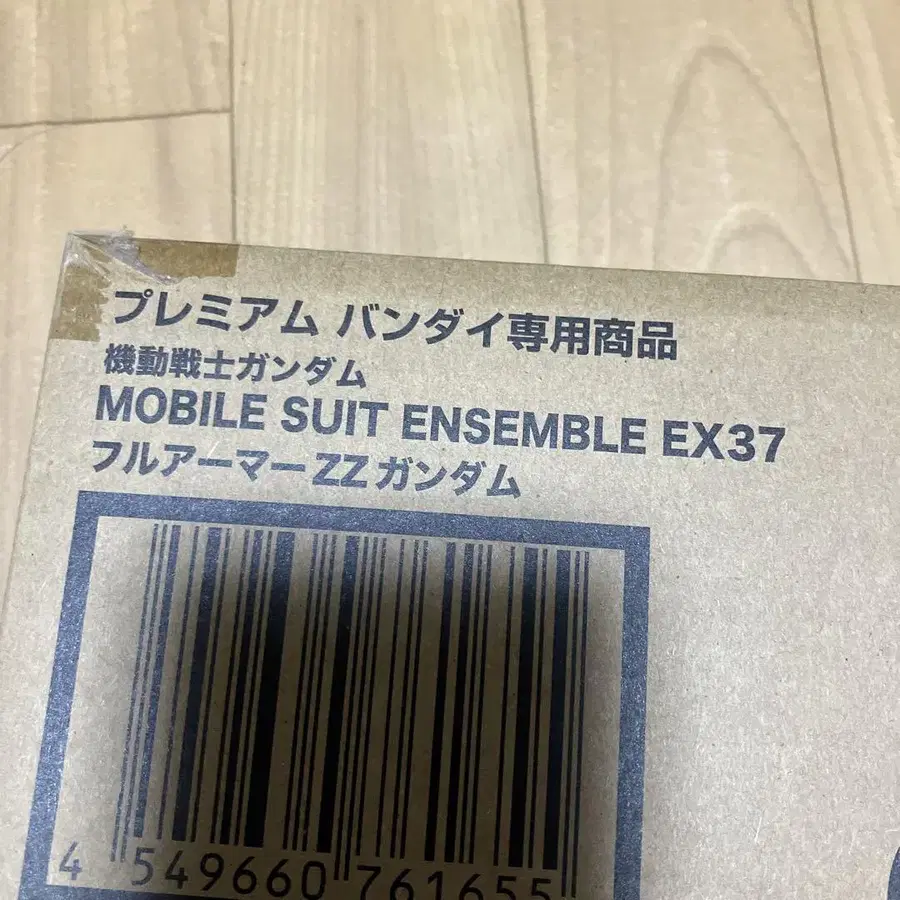 プレミアム バンダイ専用商品
機動戦士ガンダム
MOBILE SUIT ENSEMBLE EX37
フルアーマーZZガンダム
4 549660 761655